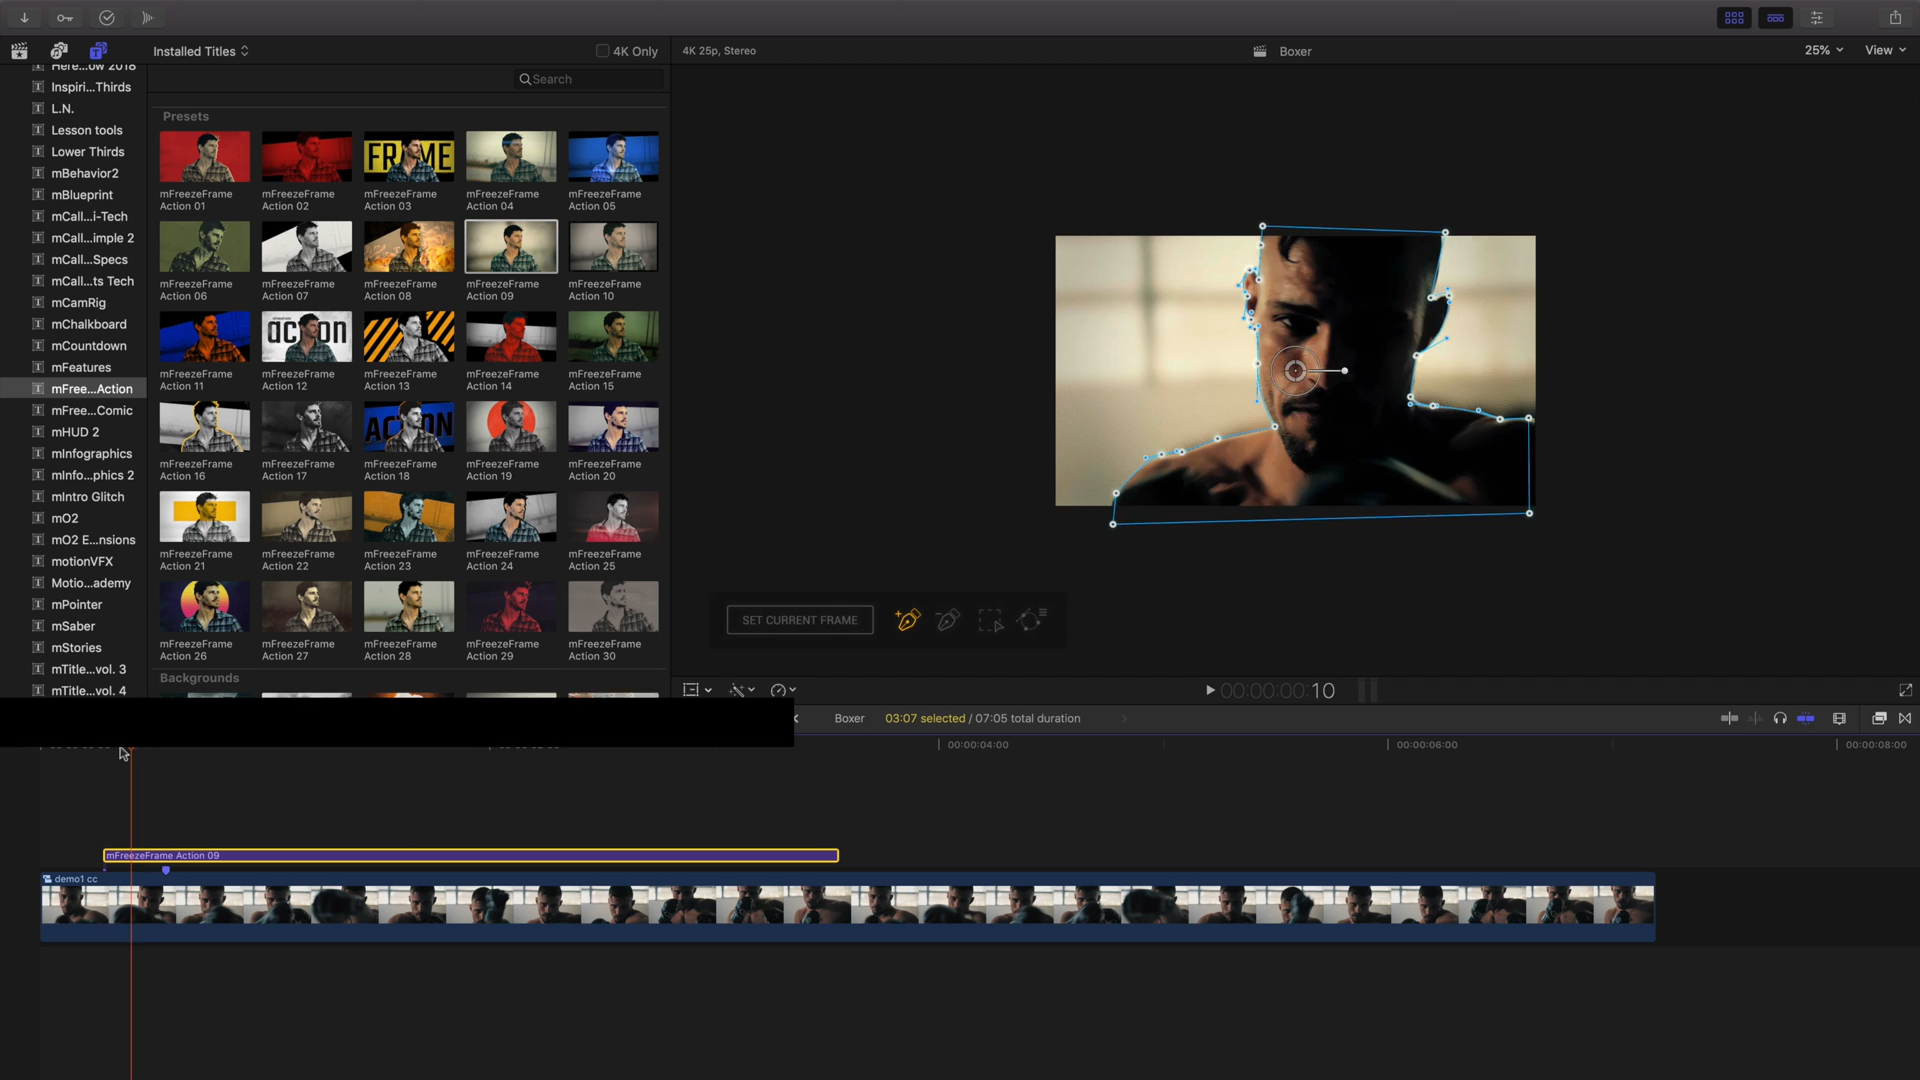 Installed Titles
4K Only
4K 25p, Stereo
Boxer
25%
View
Search
Inspiri...Thirds
L.N.
Lesson tools
Lower Thirds
mBehavior2
mBlueprint
mCall...i-Tech
mCall...imple 2
mCall...Specs
mCall...ts Tech
mCamRig
mChalkboard
mCountdown
mFeatures
mFree...Action
mFree...Comic
mHUD 2
mInfographics
mInfo...phics 2
mIntro Glitch
mO2
mO2 E...nsions
motionVFX
Motio...ademy
mPointer
mSaber
mStories
mTitle...vol. 3
mTitle...vol. 4
Presets
FRAME
mFreezeFrame
Action 01
mFreezeFrame
Action 02
mFreezeFrame
Action 03
mFreezeFrame
Action 04
mFreezeFrame
Action 05
mFreezeFrame
Action 06
mFreezeFrame
Action 07
mFreezeFrame
Action 08
mFreezeFrame
Action 09
mFreezeFrame
Action 10
action
mFreezeFrame
Action 11
mFreezeFrame
Action 12
mFreezeFrame
Action 13
mFreezeFrame
Action 14
mFreezeFrame
Action 15
ACTION
mFreezeFrame
Action 16
mFreezeFrame
Action 17
mFreezeFrame
Action 18
mFreezeFrame
Action 19
mFreezeFrame
Action 20
mFreezeFrame
Action 21
mFreezeFrame
Action 22
mFreezeFrame
Action 23
mFreezeFrame
Action 24
mFreezeFrame
Action 25
mFreezeFrame
Action 26
mFreezeFrame
Action 27
mFreezeFrame
Action 28
mFreezeFrame
Action 29
mFreezeFrame
Action 30
Backgrounds
SET CURRENT FRAME
00:00:00:10
Boxer
03:07 selected / 07:05 total duration
00:00:04:00
00:00:06:00
00:00:08:00
mFreezeFrame Action 09
demo1 cc